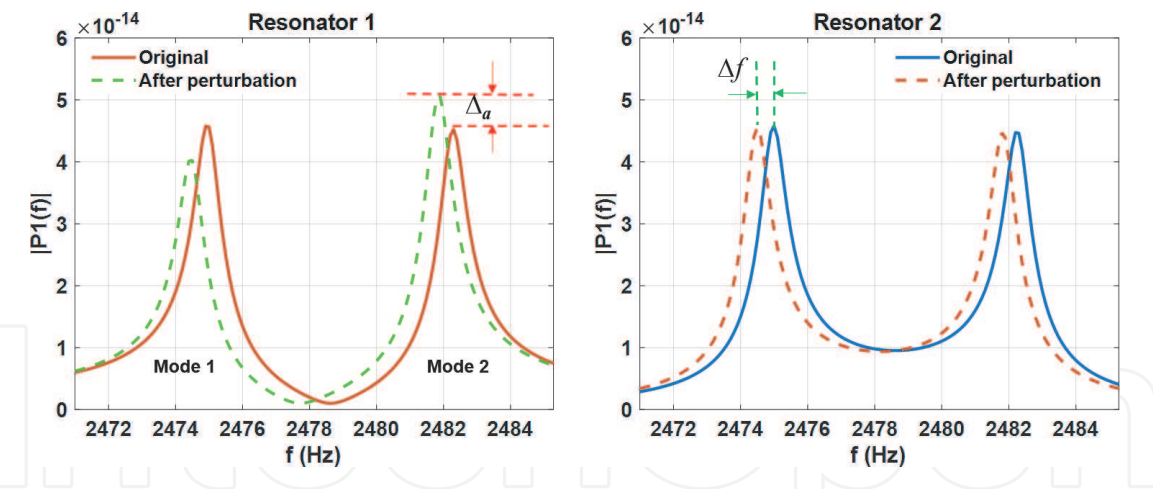 Resonator 1
×10⁻¹⁴
Original
After perturbation
Δₐ
6
5
4
3
2
1
0
|P1(f)|
Mode 1
Mode 2
2472 2474 2476 2478 2480 2482 2484
f (Hz)
Resonator 2
×10⁻¹⁴
Original
After perturbation
Δf
6
5
4
3
2
1
0
|P1(f)|
2472 2474 2476 2478 2480 2482 2484
f (Hz)